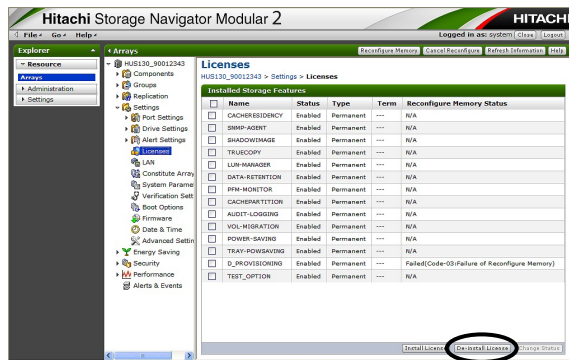 Hitachi Storage Navigator Modular 2
HITACHI
File Go Help
Logged in as: system Close Logout
Explorer
Resource
Arrays
Administration
Settings
Arrays
Reconfigure Memory Cancel Reconfigure Refresh Information Help
HUS130_90012343
Components
Groups
Replication
Settings
Port Settings
Drive Settings
Alert Settings
Licenses
LAN
Constitute Array
System Parame
Verification Sett
Boot Options
Firmware
Date & Time
Advanced Settin
Energy Saving
Security
Performance
Alerts & Events
Licenses
HUS130_90012343 > Settings > Licenses
Installed Storage Features
Name Status Type Term Reconfigure Memory Status
CACHERESIDENCY Enabled Permanent --- N/A
SNMP-AGENT Enabled Permanent --- N/A
SHADOWIMAGE Enabled Permanent --- N/A
TRUECOPY Enabled Permanent --- N/A
LUN-MANAGER Enabled Permanent --- N/A
DATA-RETENTION Enabled Permanent --- N/A
PFM-MONITOR Enabled Permanent --- N/A
CACHEPARTITION Enabled Permanent --- N/A
AUDIT-LOGGING Enabled Permanent --- N/A
VOL-MIGRATION Enabled Permanent --- N/A
POWER-SAVING Enabled Permanent --- N/A
TRAY-POWSAVING Enabled Permanent --- N/A
D_PROVISIONING Enabled Permanent --- Failed(Code-03:Failure of Reconfigure Memory)
TEST_OPTION Enabled Permanent --- N/A
Install License De-install License Change Status